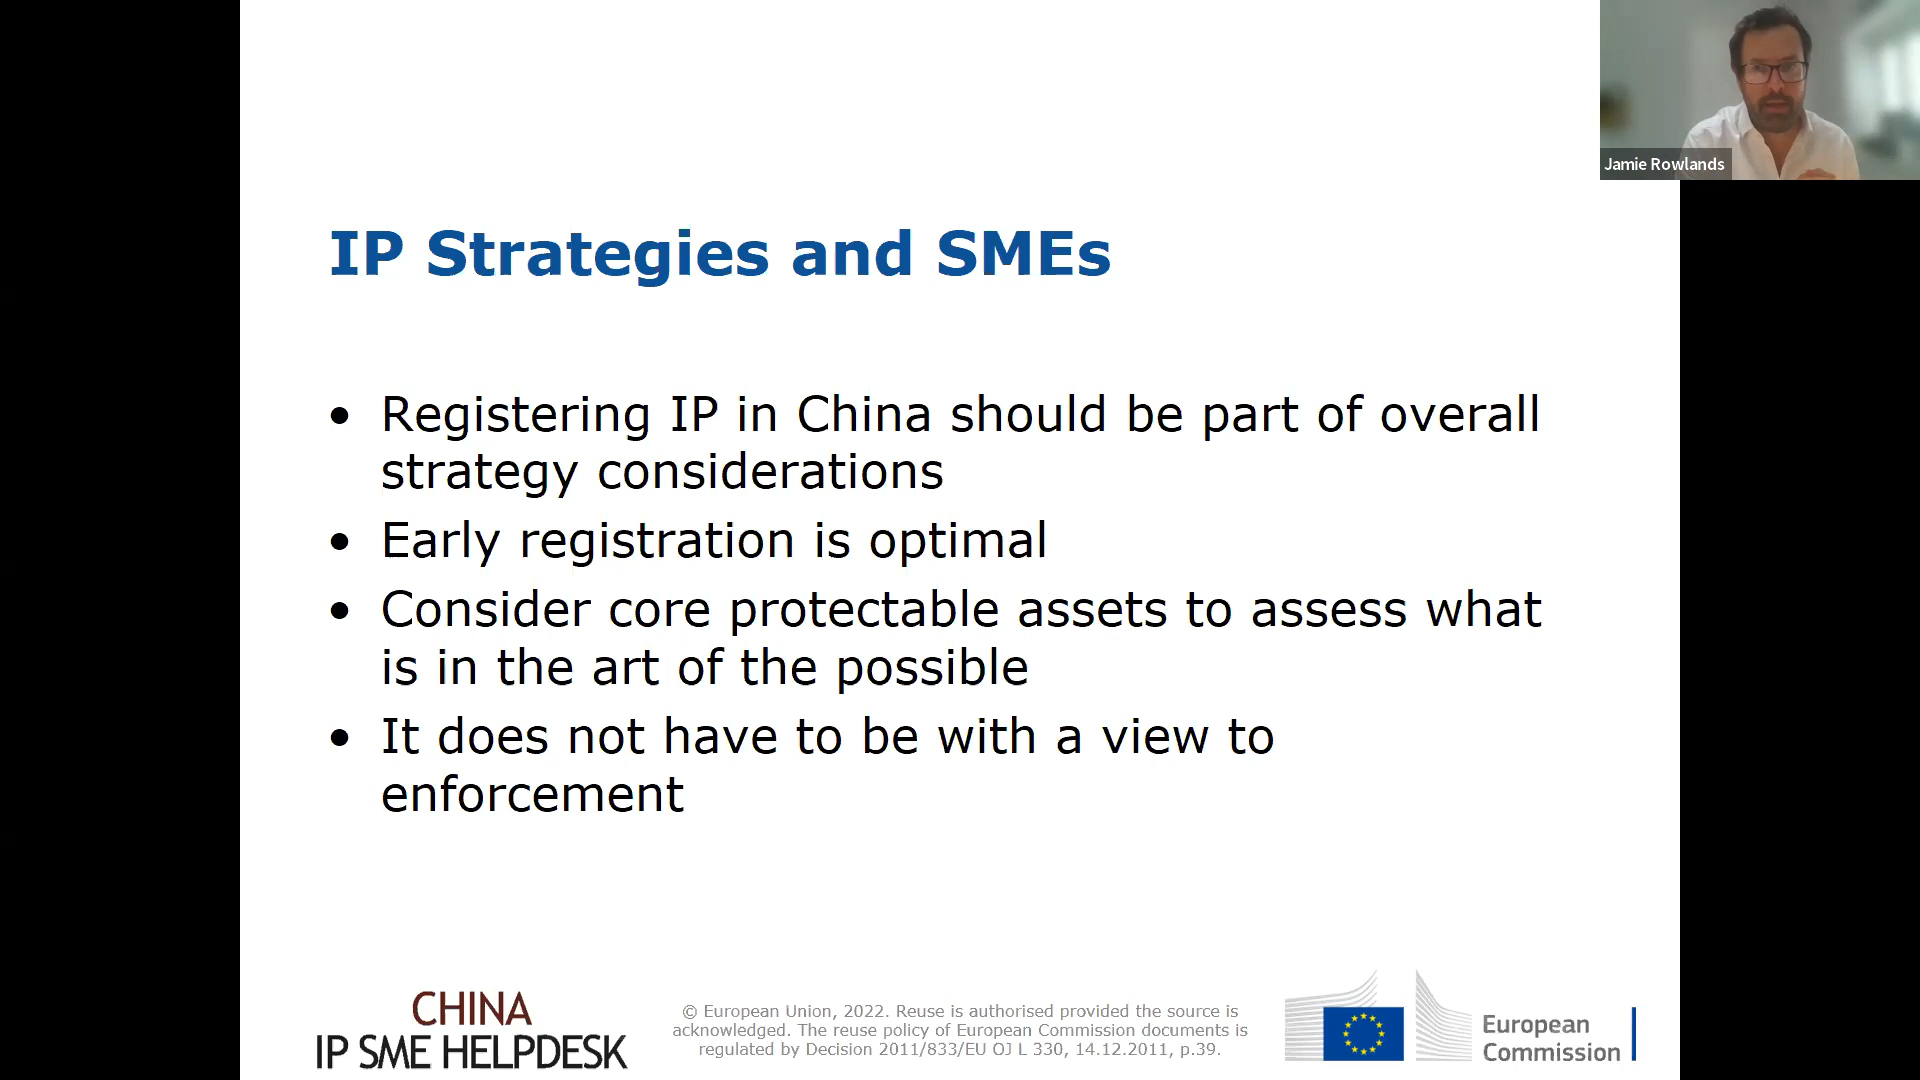 Jamie Rowlands
IP Strategies and SMEs
• Registering IP in China should be part of overall
strategy considerations
• Early registration is optimal
• Consider core protectable assets to assess what
is in the art of the possible
• It does not have to be with a view to
enforcement
CHINA
IP SME HELPDESK
© European Union, 2022. Reuse is authorised provided the source is
acknowledged. The reuse policy of European Commission documents is
regulated by Decision 2011/833/EU OJ L 330, 14.12.2011, p.39.
European
Commission